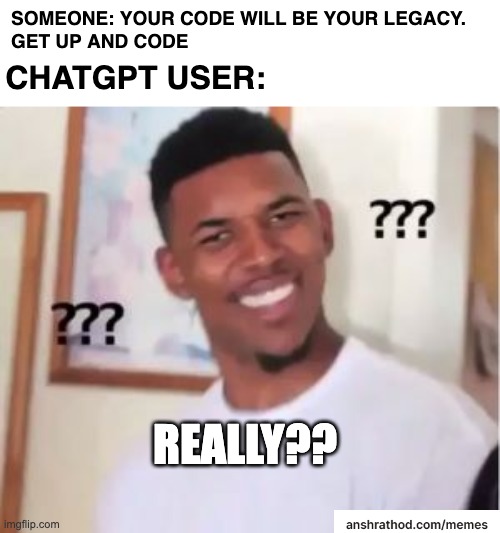 SOMEONE: YOUR CODE WILL BE YOUR LEGACY.
GET UP AND CODE
CHATGPT USER:
???
???
REALLY??
imgflip.com
anshrathod.com/memes